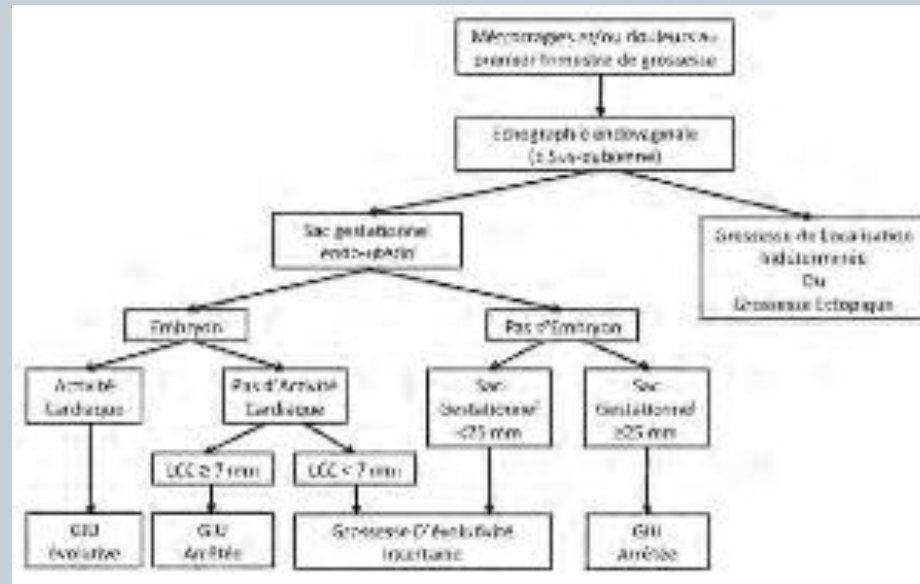 Métrorragies et/ou douleurs au
premier trimestre de grossesse
Echographie endovaginale
(± Sus-pubienne)
Sac gestationnel
endo-utérin
Grossesse de Localisation
Indéterminée
Ou
Grossesse Ectopique
Embryon
Pas d'Embryon
Activité
Cardiaque
Pas d'Activité
Cardiaque
Sac
Gestationnel
<25 mm
Sac
Gestationnel
≥25 mm
LCC ≥ 7 mm
LCC < 7 mm
GIU
évolutive
GIU
Arrêtée
Grossesse D'évolutivité
Incertaine
GIU
Arrêtée